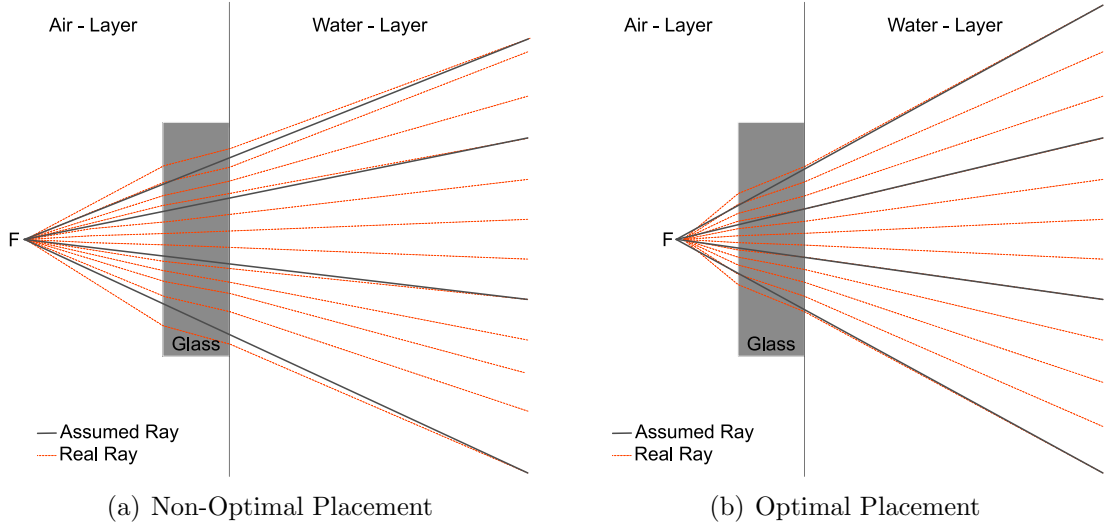 Air - Layer
Water - Layer
F
Glass
Assumed Ray
Real Ray
(a) Non-Optimal Placement
Air - Layer
Water - Layer
F
Glass
Assumed Ray
Real Ray
(b) Optimal Placement